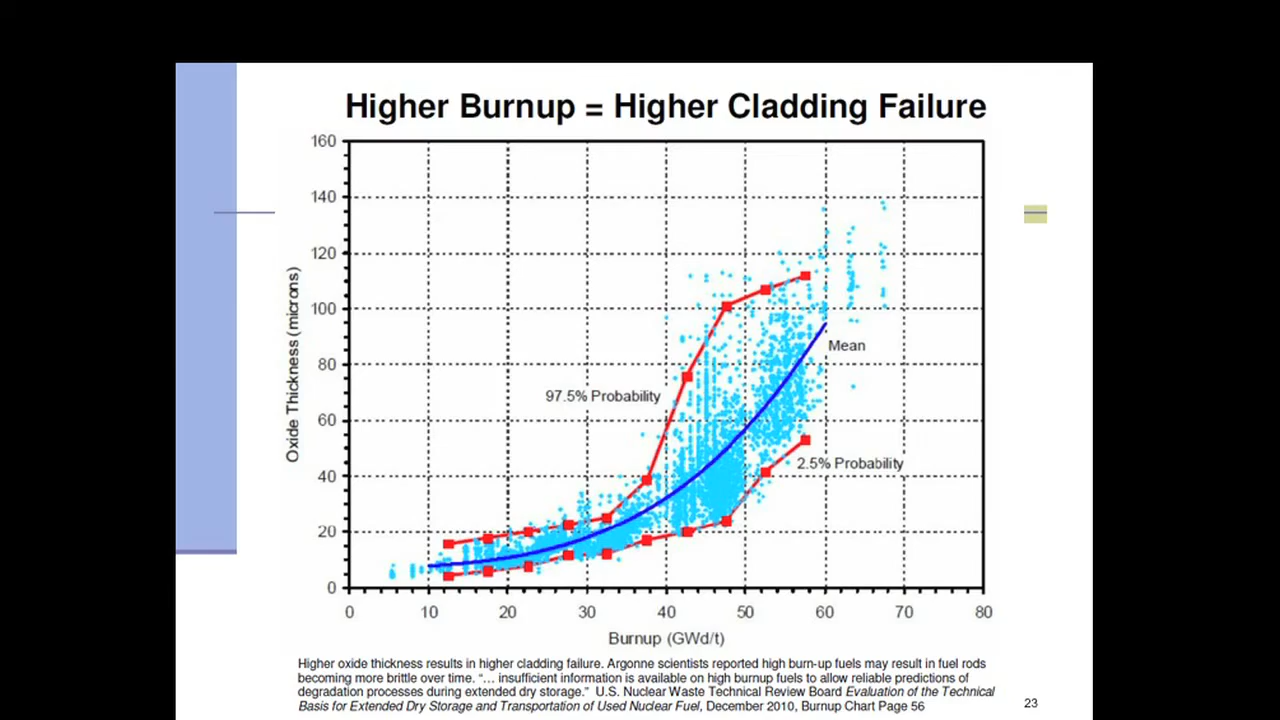 Higher Burnup = Higher Cladding Failure
160
140
120
100
80
60
40
20
0
Oxide Thickness (microns)
97.5% Probability
Mean
2.5% Probability
0 10 20 30 40 50 60 70 80
Burnup (GWd/t)
Higher oxide thickness results in higher cladding failure. Argonne scientists reported high burn-up fuels may result in fuel rods
becoming more brittle over time. “… insufficient information is available on high burnup fuels to allow reliable predictions of
degradation processes during extended dry storage.” U.S. Nuclear Waste Technical Review Board Evaluation of the Technical
Basis for Extended Dry Storage and Transportation of Used Nuclear Fuel, December 2010, Burnup Chart Page 56
23